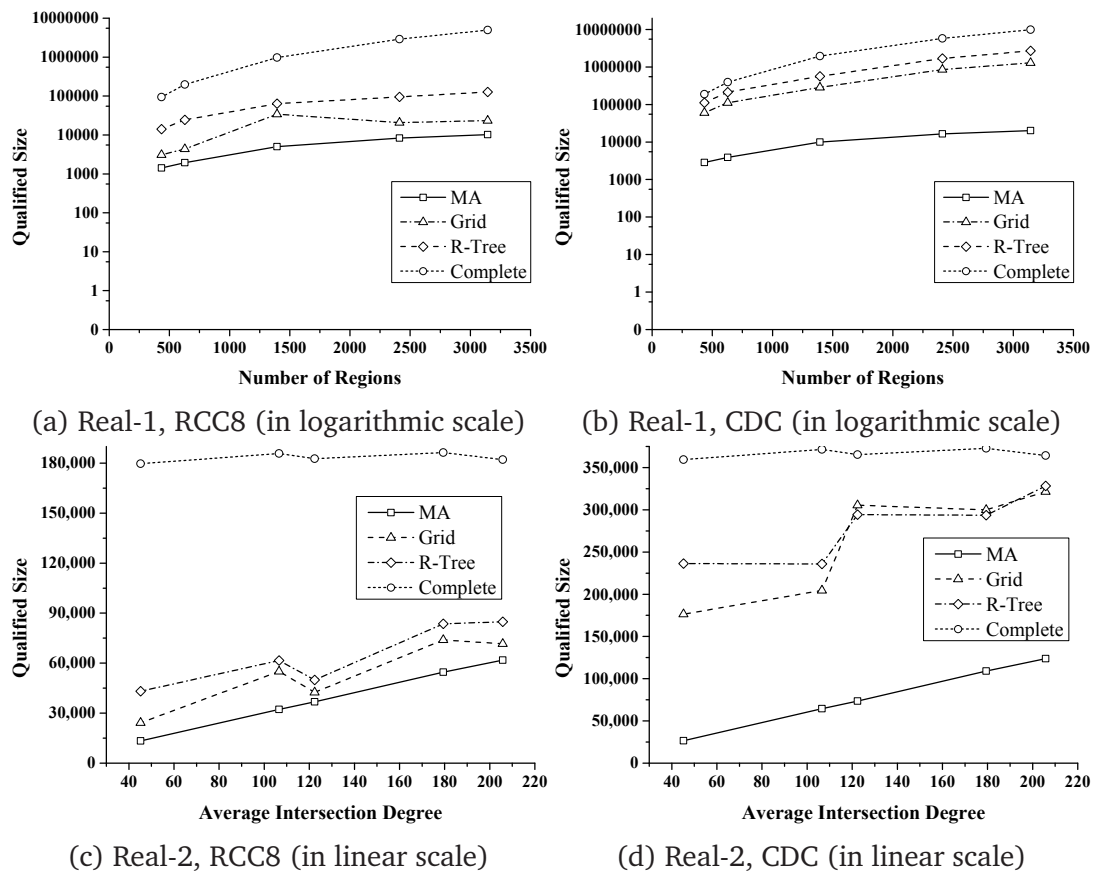 10000000
1000000
100000
10000
1000
100
10
1
0
Qualified Size
MA
Grid
R-Tree
Complete
0 500 1000 1500 2000 2500 3000 3500
Number of Regions
(a) Real-1, RCC8 (in logarithmic scale)
10000000
1000000
100000
10000
1000
100
10
1
0
Qualified Size
MA
Grid
R-Tree
Complete
0 500 1000 1500 2000 2500 3000 3500
Number of Regions
(b) Real-1, CDC (in logarithmic scale)
180,000
150,000
120,000
90,000
60,000
30,000
0
Qualified Size
MA
Grid
R-Tree
Complete
40 60 80 100 120 140 160 180 200 220
Average Intersection Degree
(c) Real-2, RCC8 (in linear scale)
350,000
300,000
250,000
200,000
150,000
100,000
50,000
0
Qualified Size
MA
Grid
R-Tree
Complete
40 60 80 100 120 140 160 180 200 220
Average Intersection Degree
(d) Real-2, CDC (in linear scale)